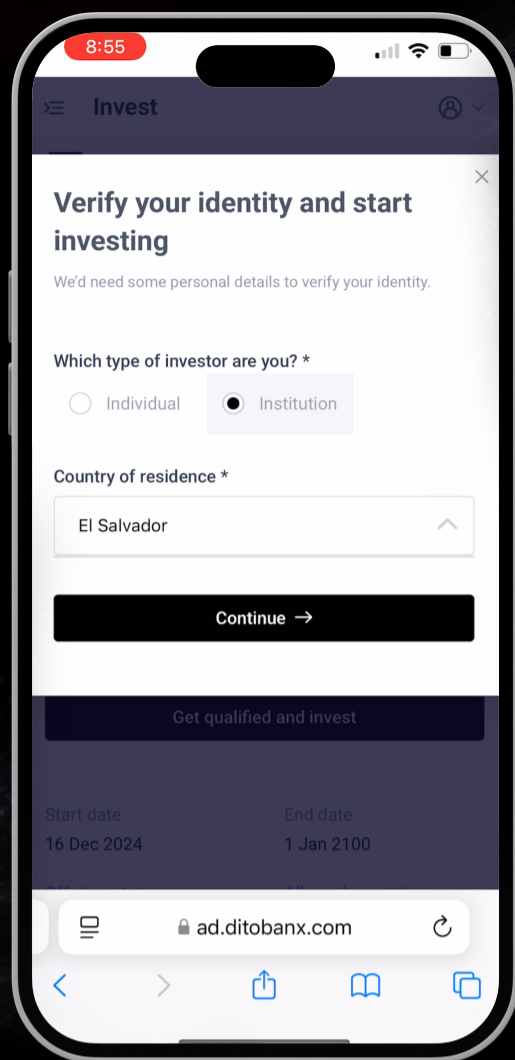 8:55
Invest
Verify your identity and start
investing
We'd need some personal details to verify your identity.
Which type of investor are you? *
Individual
Institution
Country of residence *
El Salvador
Continue →
Get qualified and invest
Start date
End date
16 Dec 2024
1 Jan 2100
ad.ditobanx.com